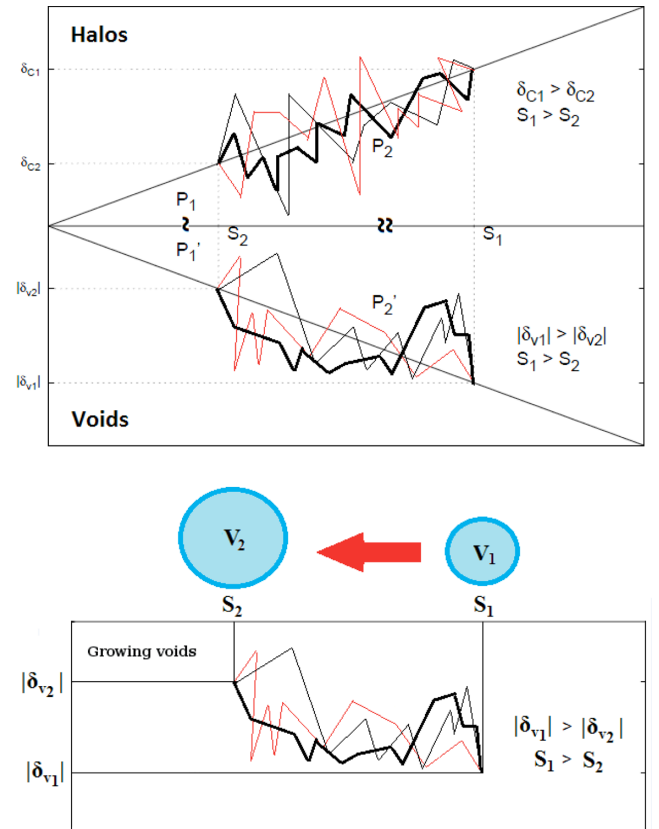 Halos
δC1
δC2
δC1 > δC2
S1 > S2
P2
P1
S2
S1
P1'
|δv2|
P2'
|δv1| > |δv2|
S1 > S2
|δv1|
Voids
V2
V1
S2
S1
Growing voids
|δv2|
|δv1| > |δv2|
S1 > S2
|δv1|